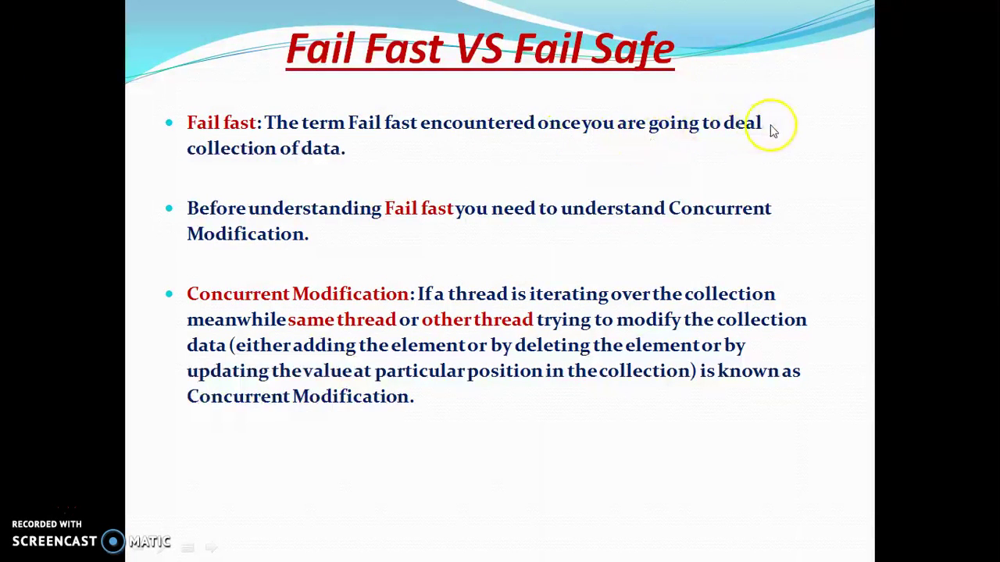 Fail Fast VS Fail Safe
Fail fast: The term Fail fast encountered once you are going to deal
collection of data.
Before understanding Fail fast you need to understand Concurrent
Modification.
Concurrent Modification: If a thread is iterating over the collection
meanwhile same thread or other thread trying to modify the collection
data (either adding the element or by deleting the element or by
updating the value at particular position in the collection) is known as
Concurrent Modification.
RECORDED WITH
SCREENCAST MATIC